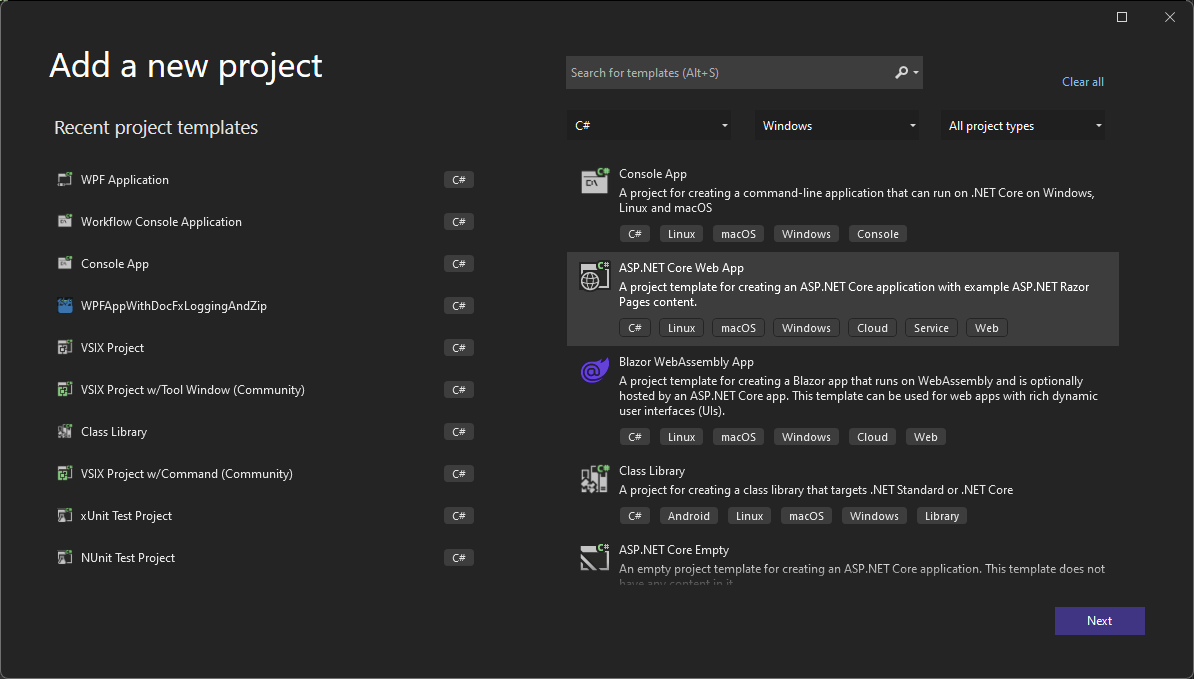 Add a new project
Search for templates (Alt+S)
Clear all
Recent project templates
C#
Windows
All project types
WPF Application C#
Workflow Console Application C#
Console App C#
WPFAppWithDocFxLoggingAndZip C#
VSIX Project C#
VSIX Project w/Tool Window (Community) C#
Class Library C#
VSIX Project w/Command (Community) C#
xUnit Test Project C#
NUnit Test Project C#
Console App
A project for creating a command-line application that can run on .NET Core on Windows,
Linux and macOS
C# Linux macOS Windows Console
ASP.NET Core Web App
A project template for creating an ASP.NET Core application with example ASP.NET Razor
Pages content.
C# Linux macOS Windows Cloud Service Web
Blazor WebAssembly App
A project template for creating a Blazor app that runs on WebAssembly and is optionally
hosted by an ASP.NET Core app. This template can be used for web apps with rich dynamic
user interfaces (UIs).
C# Linux macOS Windows Cloud Web
Class Library
A project for creating a class library that targets .NET Standard or .NET Core
C# Android Linux macOS Windows Library
ASP.NET Core Empty
An empty project template for creating an ASP.NET Core application. This template does not
have any content in it.
Next